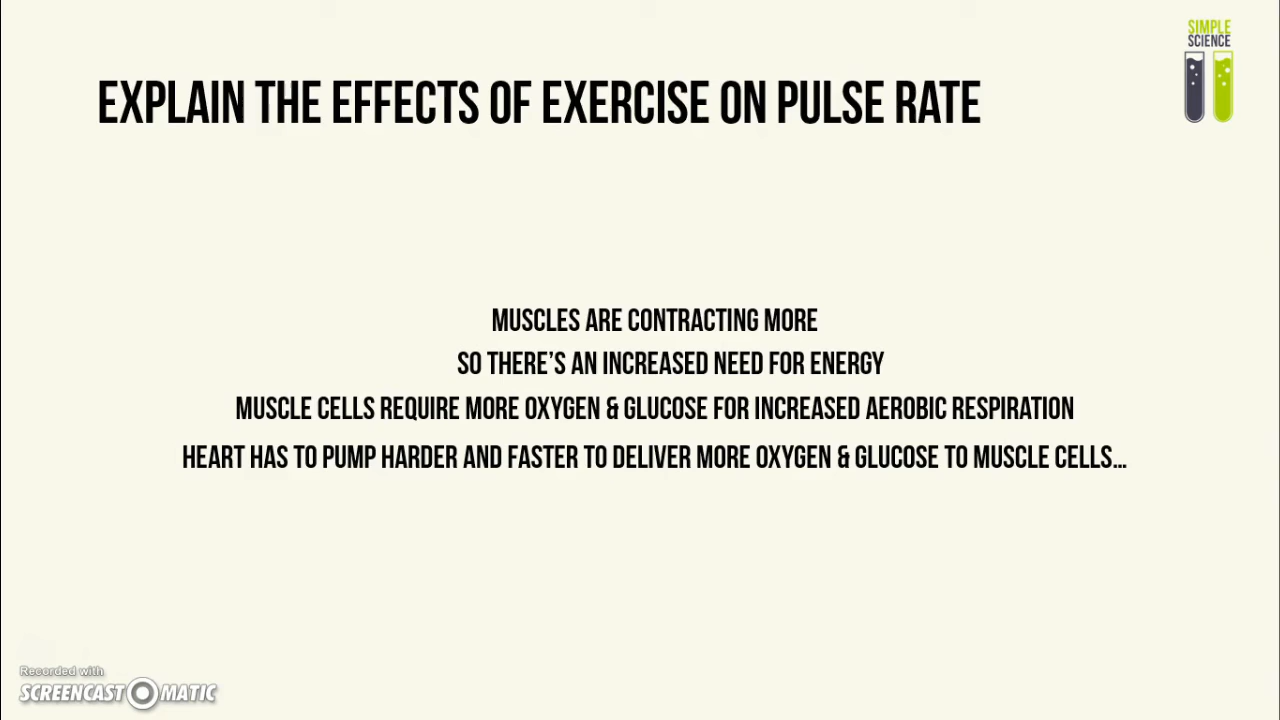 SIMPLE
SCIENCE
EXPLAIN THE EFFECTS OF EXERCISE ON PULSE RATE
MUSCLES ARE CONTRACTING MORE
SO THERE'S AN INCREASED NEED FOR ENERGY
MUSCLE CELLS REQUIRE MORE OXYGEN & GLUCOSE FOR INCREASED AEROBIC RESPIRATION
HEART HAS TO PUMP HARDER AND FASTER TO DELIVER MORE OXYGEN & GLUCOSE TO MUSCLE CELLS...
Recorded with
SCREENCAST O MATIC